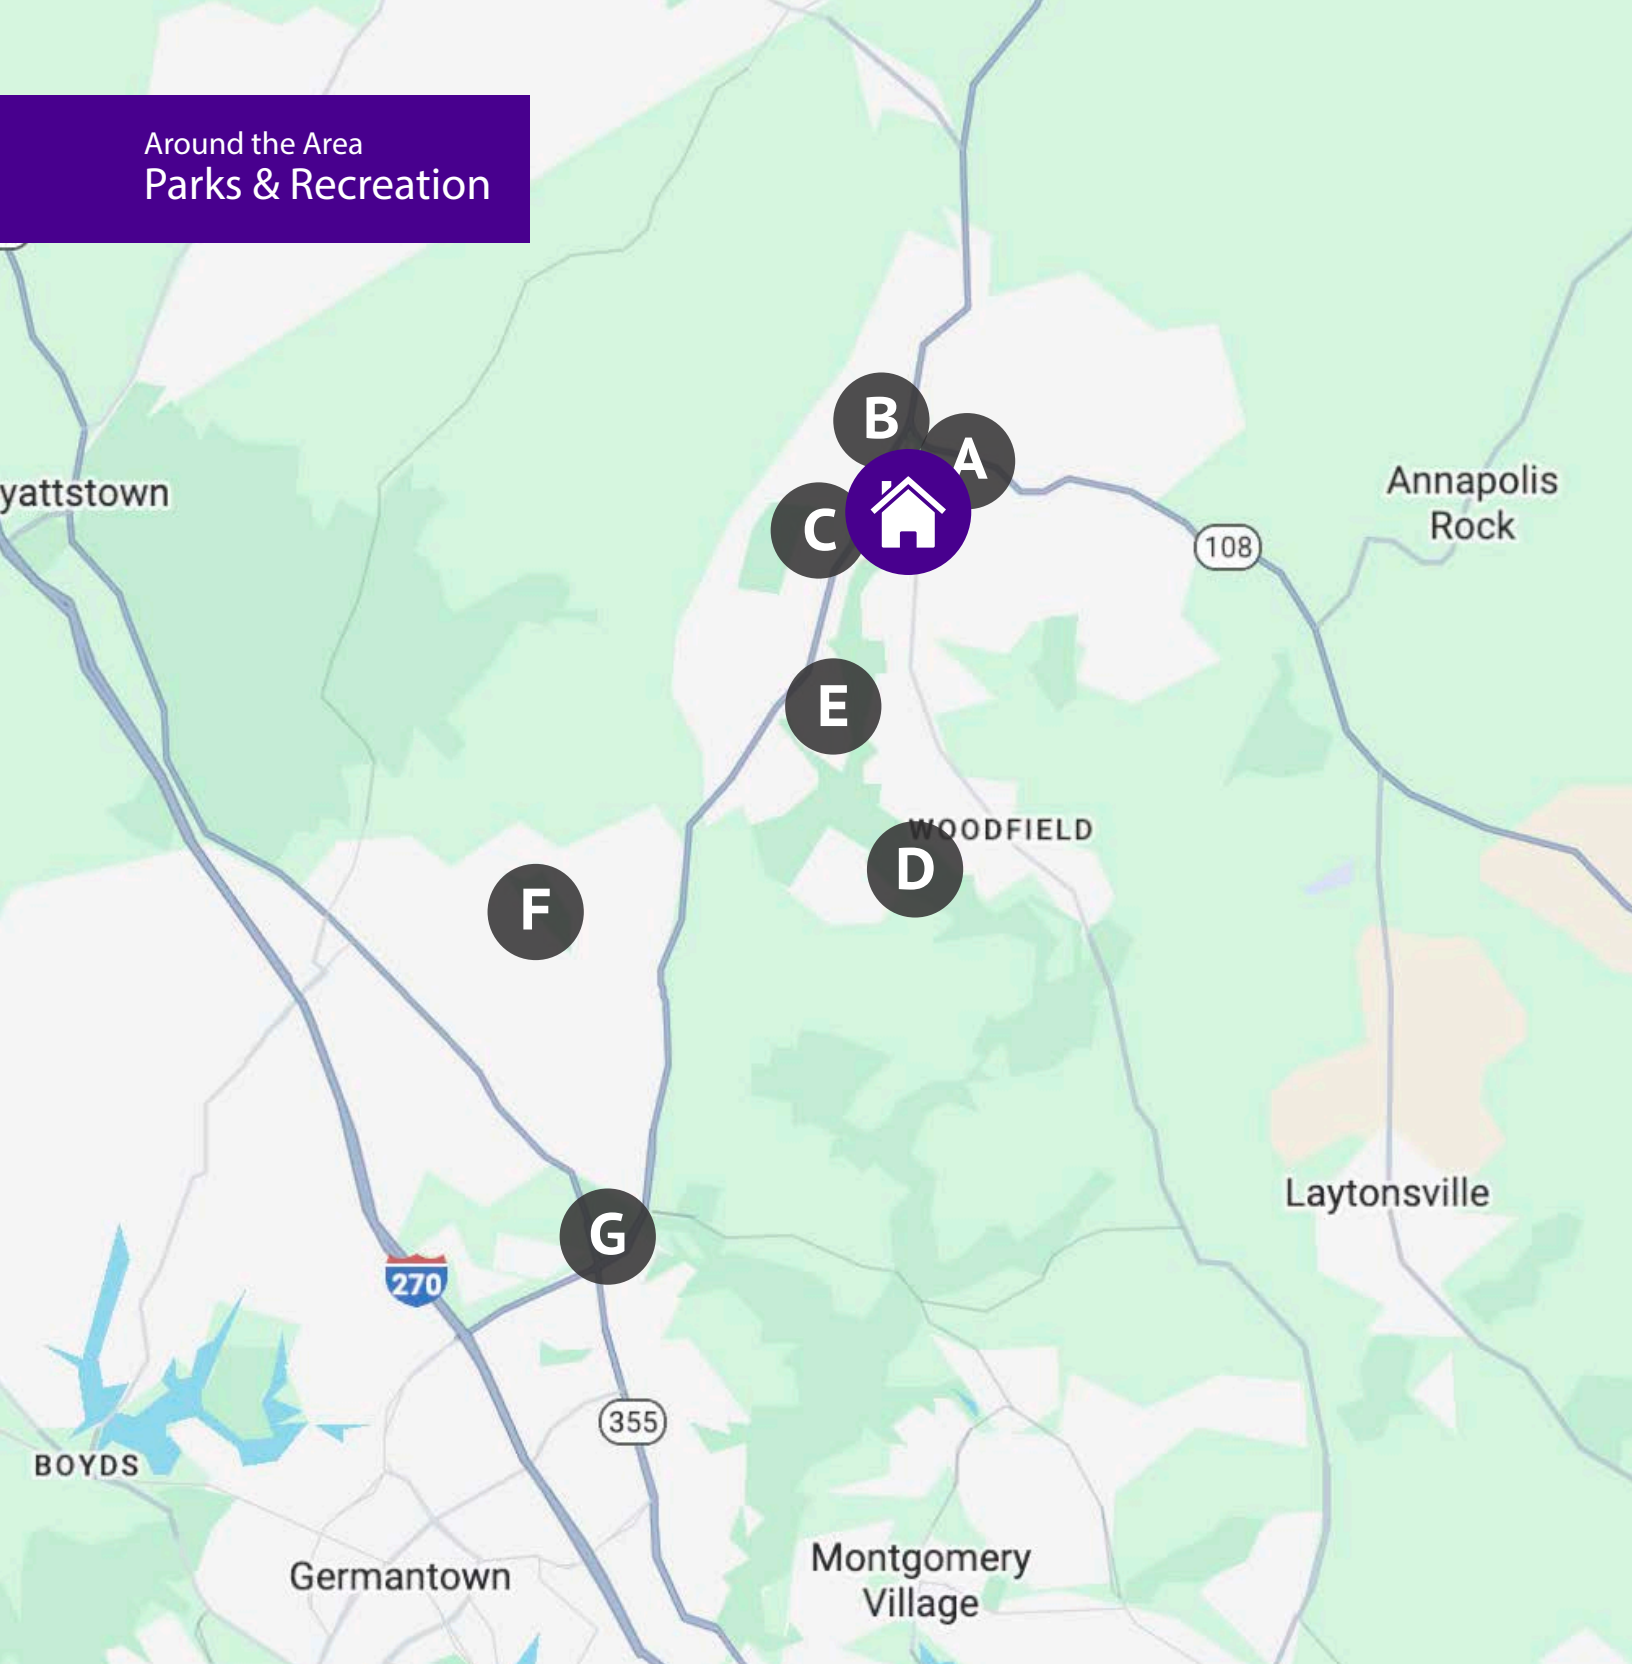 Around the Area
Parks & Recreation
yattstown
B
A
C
108
Annapolis
Rock
E
WOODFIELD
D
F
Laytonsville
G
270
355
BOYDS
Germantown
Montgomery
Village